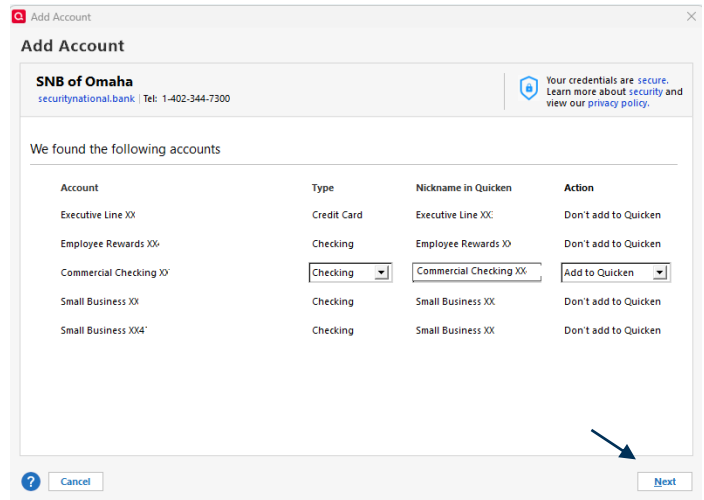 Add Account
Add Account
SNB of Omaha
securitynational.bank | Tel: 1-402-344-7300
Your credentials are secure.
Learn more about security and
view our privacy policy.
We found the following accounts
Account Type Nickname in Quicken Action
Executive Line XX Credit Card Executive Line XX Don't add to Quicken
Employee Rewards XX Checking Employee Rewards XX Don't add to Quicken
Commercial Checking XX Checking Commercial Checking XX Add to Quicken
Small Business XX Checking Small Business XX Don't add to Quicken
Small Business XX4 Checking Small Business XX Don't add to Quicken
? Cancel Next